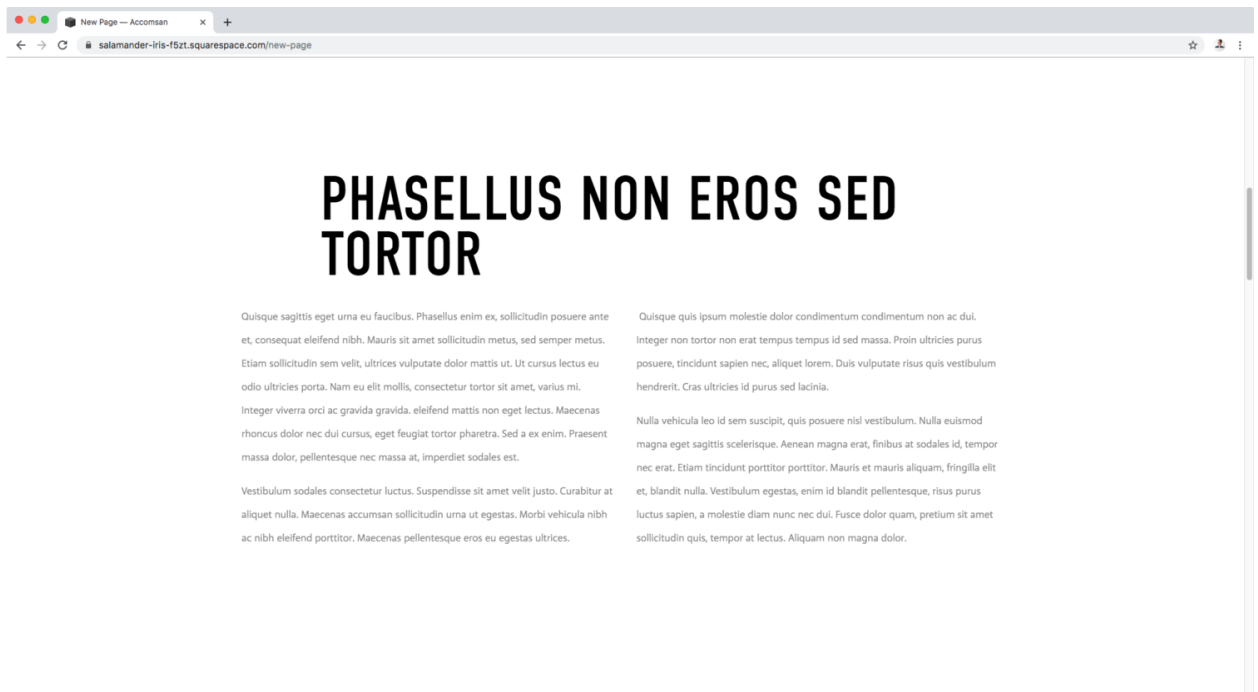 New Page — Accomsan
salamander-iris-f5zt.squarespace.com/new-page
PHASELLUS NON EROS SED
TORTOR
Quisque sagittis eget urna eu faucibus. Phasellus enim ex, sollicitudin posuere ante
et, consequat eleifend nibh. Mauris sit amet sollicitudin metus, sed semper metus.
Etiam sollicitudin sem velit, ultrices vulputate dolor mattis ut. Ut cursus lectus eu
odio ultricies porta. Nam eu elit mollis, consectetur tortor sit amet, varius mi.
Integer viverra orci ac gravida gravida. eleifend mattis non eget lectus. Maecenas
rhoncus dolor nec dui cursus, eget feugiat tortor pharetra. Sed a ex enim. Praesent
massa dolor, pellentesque nec massa at, imperdiet sodales est.
Vestibulum sodales consectetur luctus. Suspendisse sit amet velit justo. Curabitur at
aliquet nulla. Maecenas accumsan sollicitudin urna ut egestas. Morbi vehicula nibh
ac nibh eleifend porttitor. Maecenas pellentesque eros eu egestas ultrices.
Quisque quis ipsum molestie dolor condimentum condimentum non ac dui.
Integer non tortor non erat tempus tempus id sed massa. Proin ultricies purus
posuere, tincidunt sapien nec, aliquet lorem. Duis vulputate risus quis vestibulum
hendrerit. Cras ultricies id purus sed lacinia.
Nulla vehicula leo id sem suscipit, quis posuere nisl vestibulum. Nulla euismod
magna eget sagittis scelerisque. Aenean magna erat, finibus at sodales id, tempor
nec erat. Etiam tincidunt porttitor porttitor. Mauris et mauris aliquam, fringilla elit
et, blandit nulla. Vestibulum egestas, enim id blandit pellentesque, risus purus
luctus sapien, a molestie diam nunc nec dui. Fusce dolor quam, pretium sit amet
sollicitudin quis, tempor at lectus. Aliquam non magna dolor.